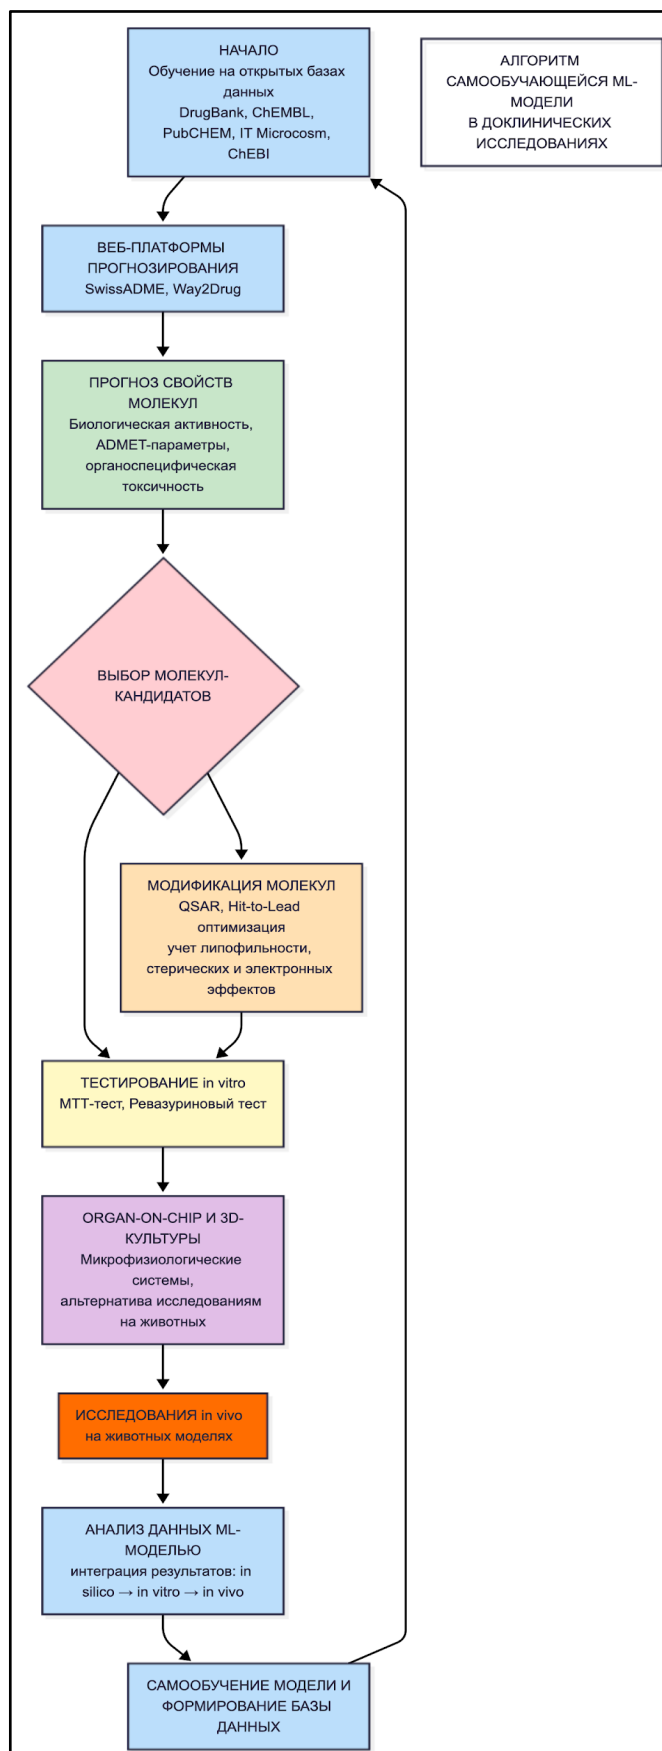 НАЧАЛО
Обучение на открытых базах
данных
DrugBank, ChEMBL,
PubCHEM, IT Microcosm,
ChEBI
АЛГОРИТМ
САМООБУЧАЮЩЕЙСЯ ML-
МОДЕЛИ
В ДОКЛИНИЧЕСКИХ
ИССЛЕДОВАНИЯХ
ВЕБ-ПЛАТФОРМЫ
ПРОГНОЗИРОВАНИЯ
SwissADME, Way2Drug
ПРОГНОЗ СВОЙСТВ
МОЛЕКУЛ
Биологическая активность,
ADMET-параметры,
органоспецифическая
токсичность
ВЫБОР МОЛЕКУЛ-
КАНДИДАТОВ
МОДИФИКАЦИЯ МОЛЕКУЛ
QSAR, Hit-to-Lead
оптимизация
учет липофильности,
стерических и электронных
эффектов
ТЕСТИРОВАНИЕ in vitro
МТТ-тест, Ревазуриновый тест
ORGAN-ON-CHIP И 3D-
КУЛЬТУРЫ
Микрофизиологические
системы,
альтернатива исследованиям
на животных
ИССЛЕДОВАНИЯ in vivo
на животных моделях
АНАЛИЗ ДАННЫХ ML-
МОДЕЛЬЮ
интеграция результатов: in
silico → in vitro → in vivo
САМООБУЧЕНИЕ МОДЕЛИ И
ФОРМИРОВАНИЕ БАЗЫ
ДАННЫХ